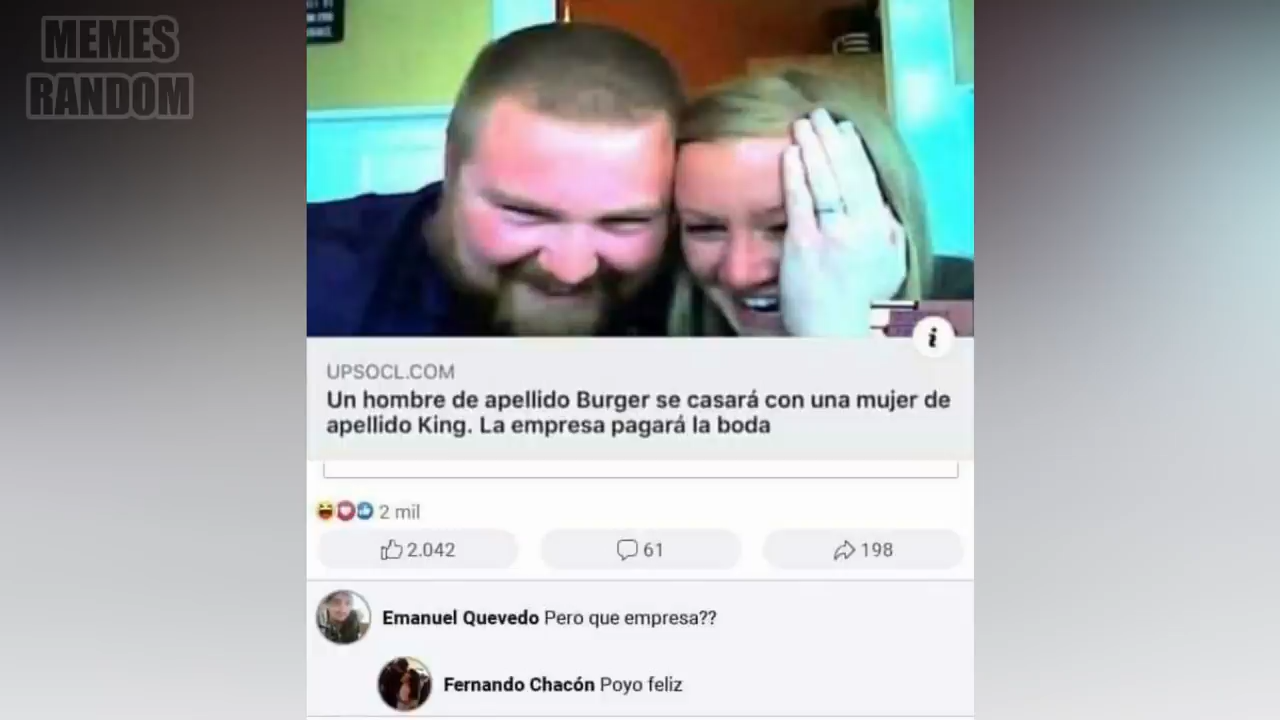 MEMES
RANDOM
UPSOCL.COM
Un hombre de apellido Burger se casará con una mujer de
apellido King. La empresa pagará la boda
2 mil
2.042
61
198
Emanuel Quevedo Pero que empresa??
Fernando Chacón Poyo feliz